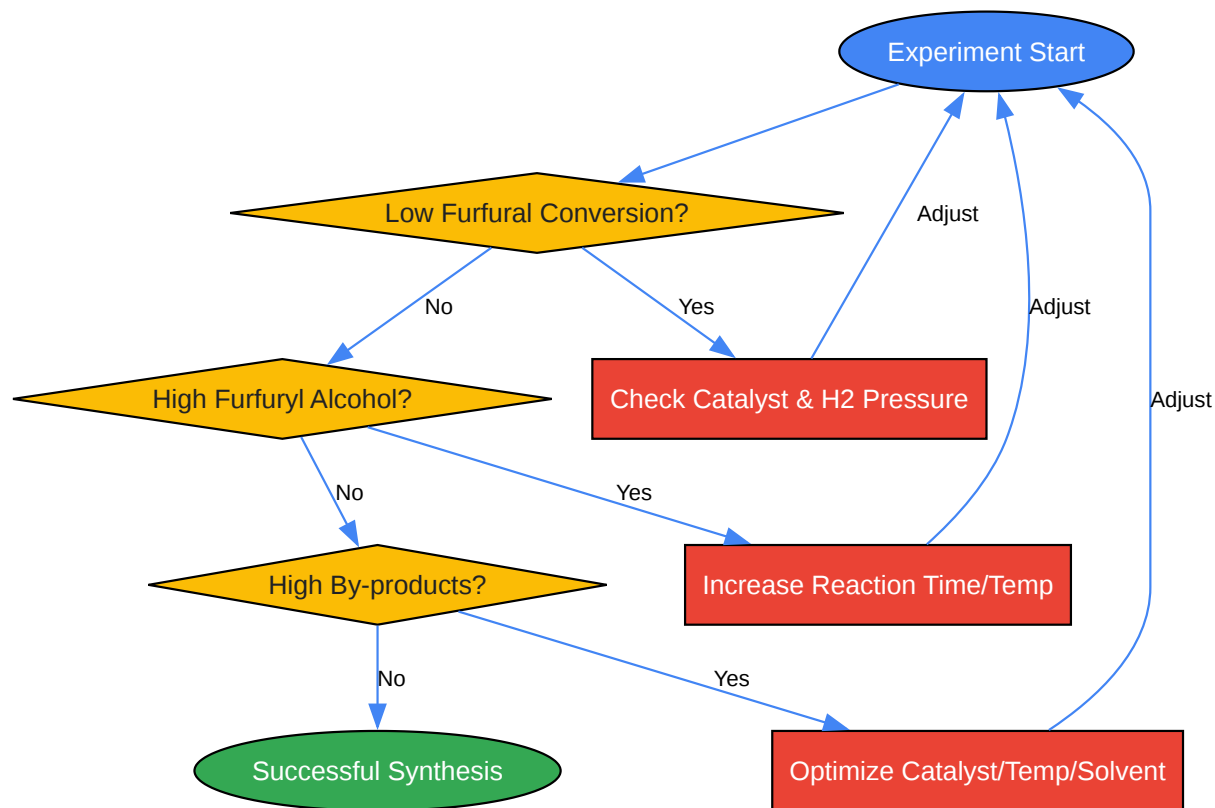 Experiment Start
Low Furfural Conversion?
Adjust
No
Yes
Adjust
High Furfuryl Alcohol?
Check Catalyst & H2 Pressure
Adjust
No
Yes
High By-products?
Increase Reaction Time/Temp
No
Yes
Successful Synthesis
Optimize Catalyst/Temp/Solvent